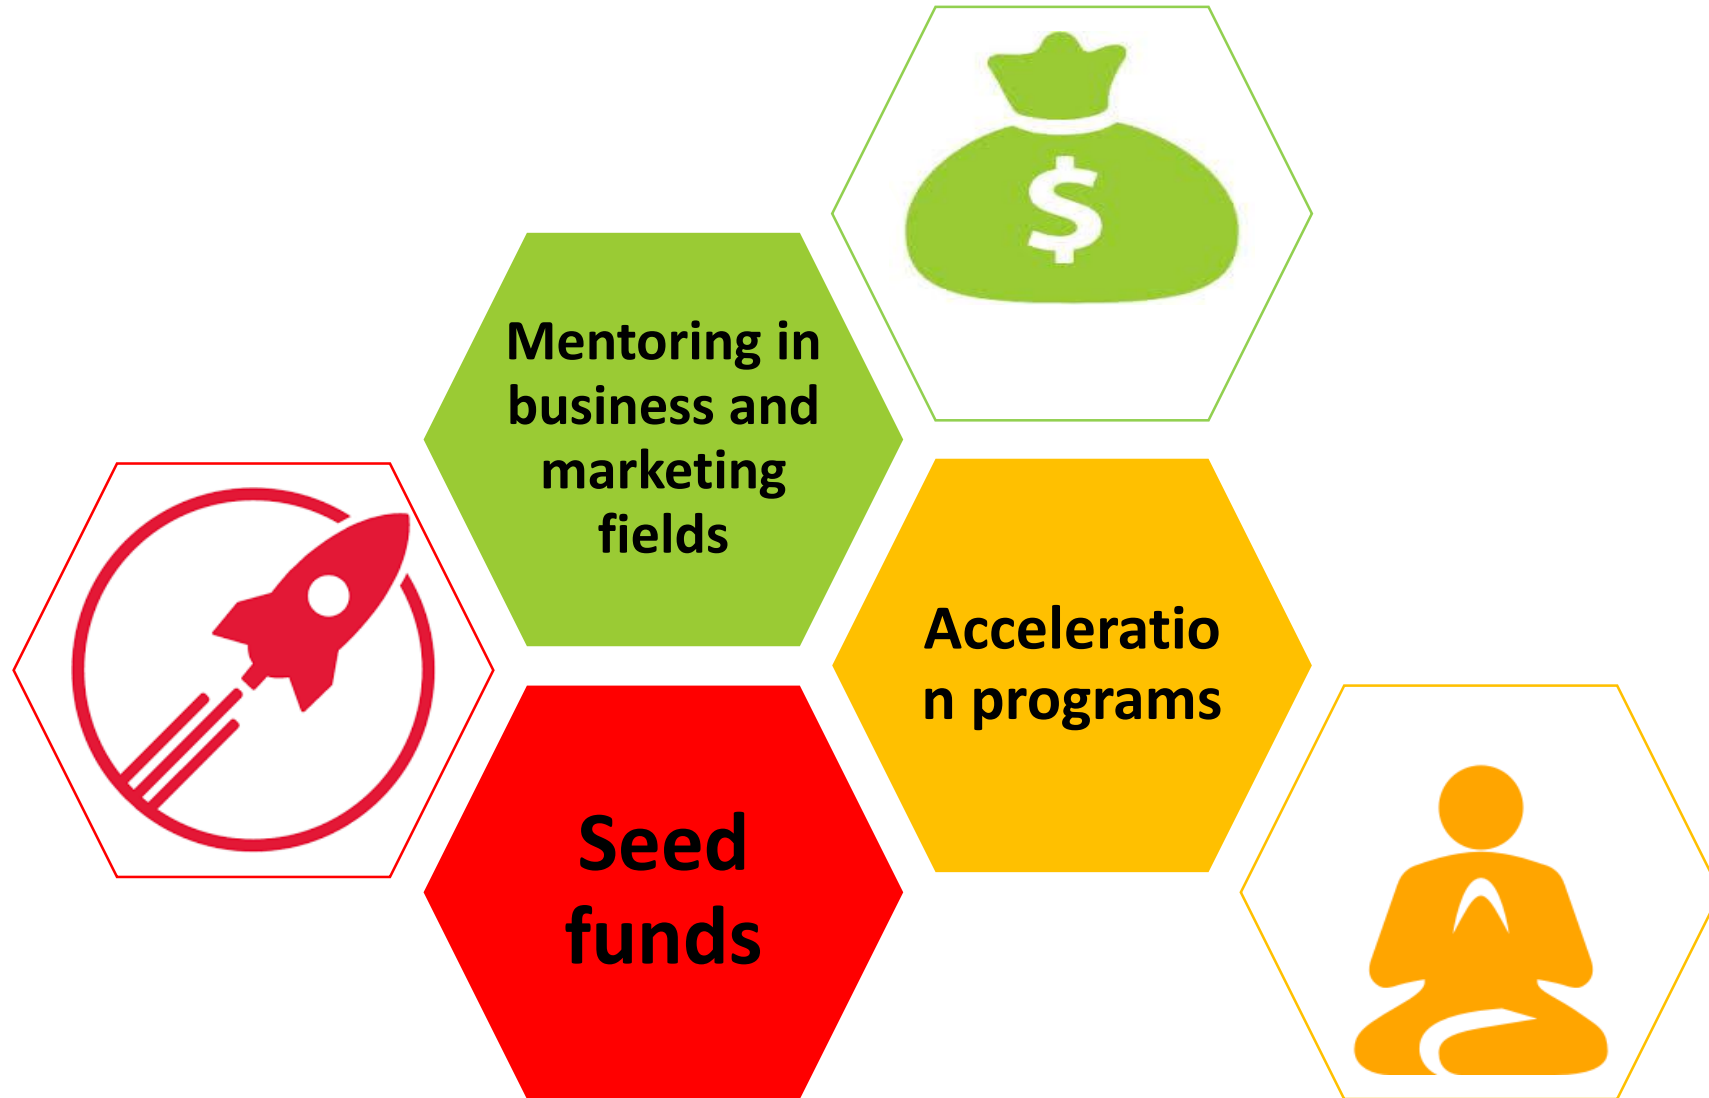 $
Mentoring in
business and
marketing
fields
Acceleratio
n programs
Seed
funds